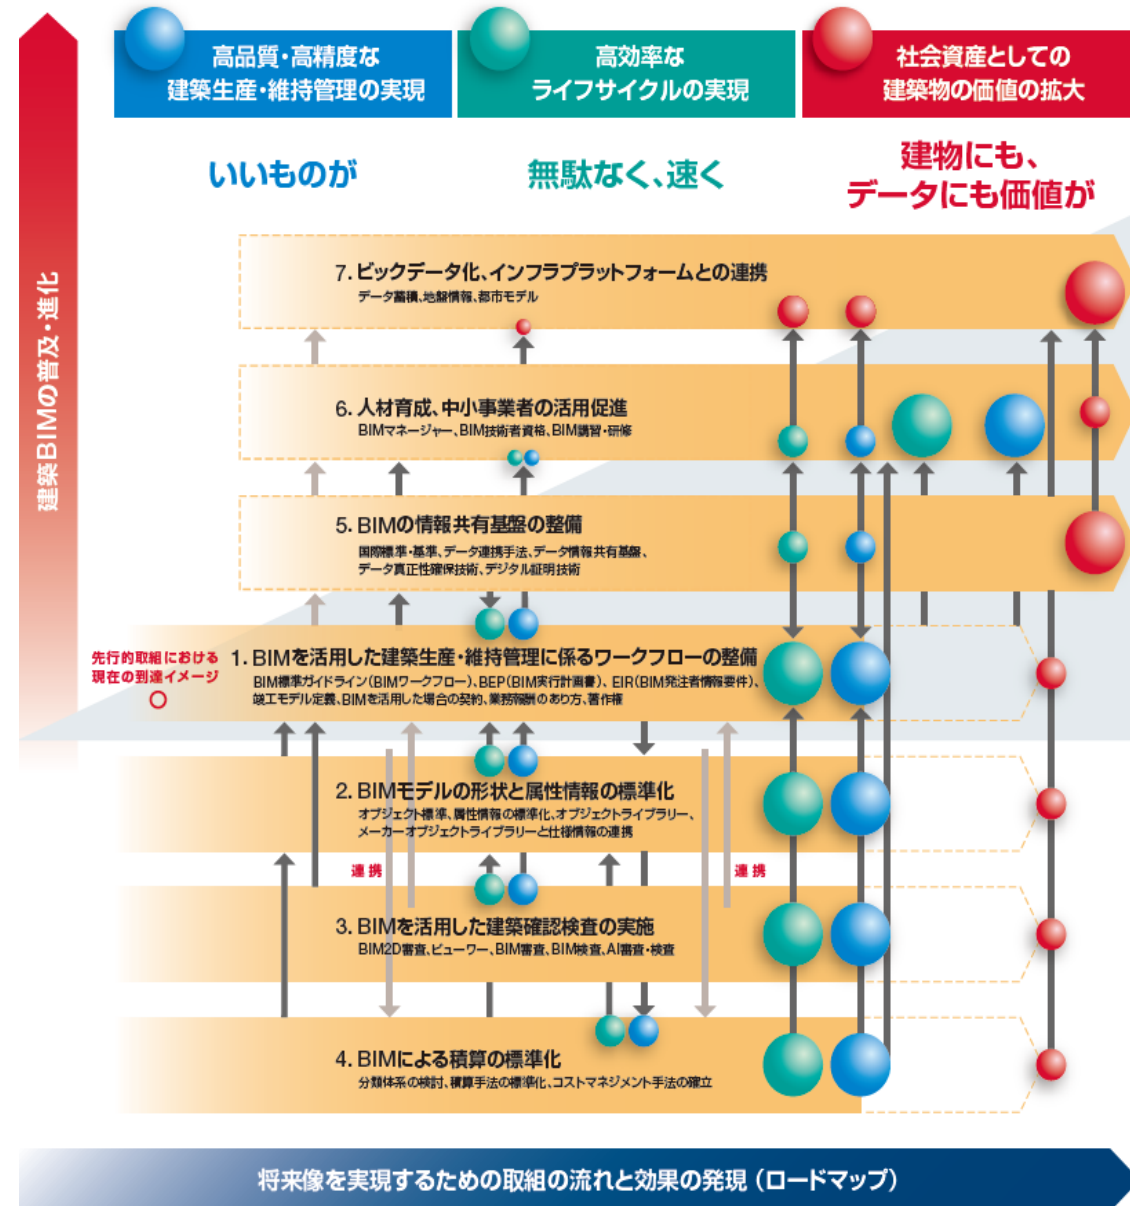 高品質・高精度な
建築生産・維持管理の実現
高効率な
ライフサイクルの実現
社会資産としての
建築物の価値の拡大
いいものが
無駄なく、速く
建物にも、
データにも価値が
建築BIMの普及・進化
7. ビックデータ化、インフラプラットフォームとの連携
データ蓄積、地盤情報、都市モデル
6. 人材育成、中小事業者の活用促進
BIMマネージャー、BIM技術者資格、BIM講習・研修
5. BIMの情報共有基盤の整備
国際標準・基準、データ連携手法、データ情報共有基盤、
データ真正性確保技術、デジタル証明技術
先行的取組における
現在の到達イメージ
1. BIMを活用した建築生産・維持管理に係るワークフローの整備
BIM標準ガイドライン(BIMワークフロー)、BEP(BIM実行計画書)、EIR(BIM発注者情報要件)、
竣工モデル定義、BIMを活用した場合の契約、業務報酬のあり方、著作権
2. BIMモデルの形状と属性情報の標準化
オブジェクト標準、属性情報の標準化、オブジェクトライブラリー、
メーカーオブジェクトライブラリーと仕様情報の連携
連携
連携
3. BIMを活用した建築確認検査の実施
BIM2D審査、ビューワー、BIM審査、BIM検査、AI審査・検査
4. BIMによる積算の標準化
分類体系の検討、積算手法の標準化、コストマネジメント手法の確立
将来像を実現するための取組の流れと効果の発現(ロードマップ)